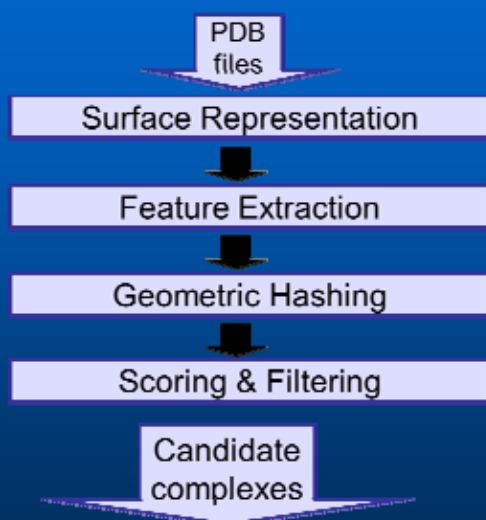 PDB
files
Surface Representation
Feature Extraction
Geometric Hashing
Scoring & Filtering
Candidate
complexes